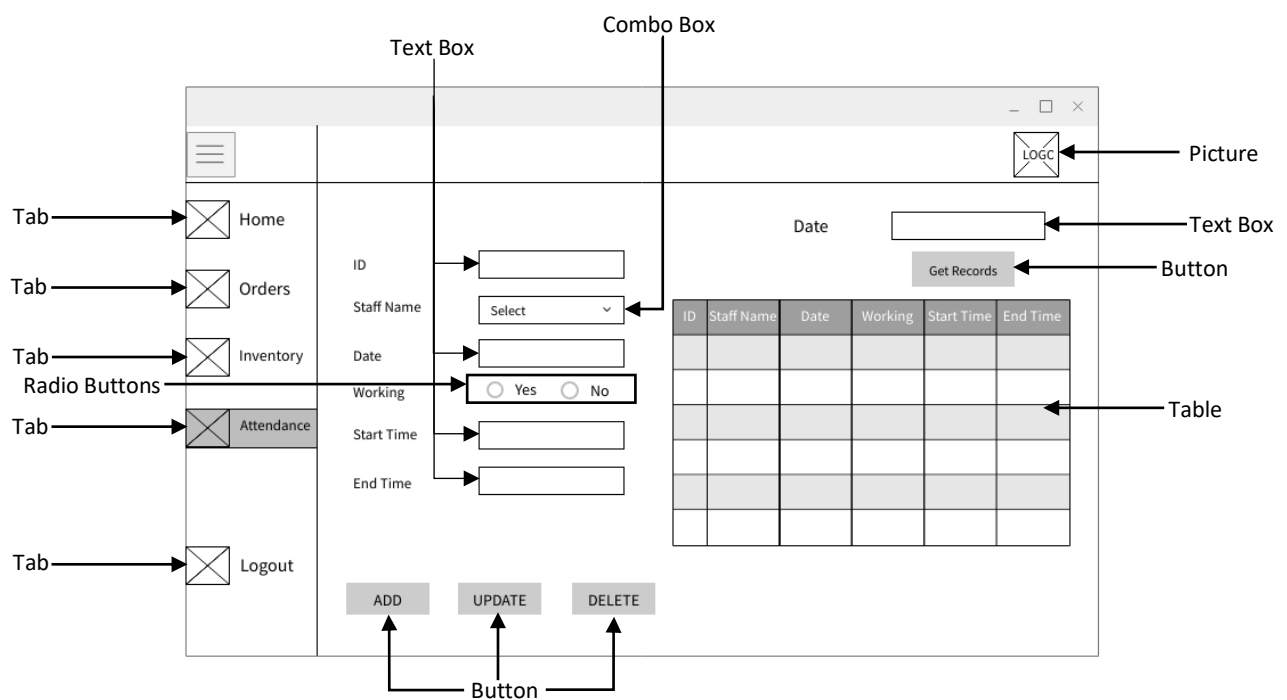 Combo Box
Text Box
LOGC
Picture
Tab
Home
Date
Text Box
ID
Get Records
Button
Tab
Orders
Staff Name
Select
ID Staff Name Date Working Start Time End Time
Tab
Inventory
Date
Radio Buttons
Working
Yes
No
Table
Tab
Attendance
Start Time
End Time
Tab
Logout
ADD
UPDATE
DELETE
Button